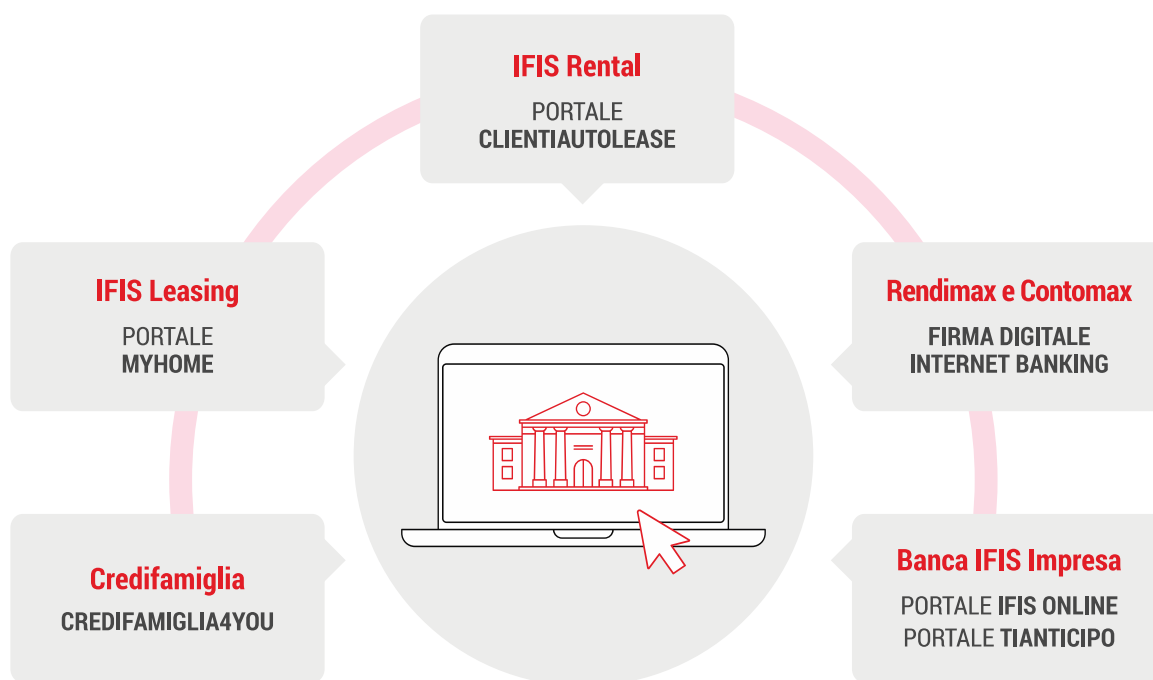 IFIS Rental
PORTALE
CLIENTIAUTOLEASE
IFIS Leasing
PORTALE
MYHOME
Rendimax e Contomax
FIRMA DIGITALE
INTERNET BANKING
Credifamiglia
CREDIFAMIGLIA4YOU
Banca IFIS Impresa
PORTALE IFIS ONLINE
PORTALE TIANTICIPO